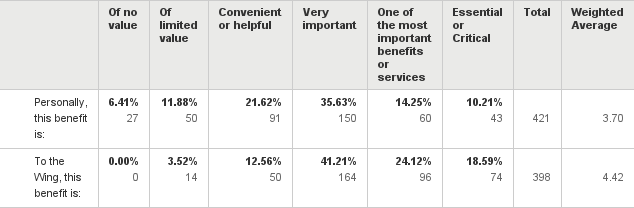 Of no value	Of limited value	Convenient or helpful	Very important	One of the most important benefits or services	Essential or Critical	Total	Weighted Average
Personally, this benefit is:	6.41% 27	11.88% 50	21.62% 91	35.63% 150	14.25% 60	10.21% 43	421	3.70
To the Wing, this benefit is:	0.00% 0	3.52% 14	12.56% 50	41.21% 164	24.12% 96	18.59% 74	398	4.42